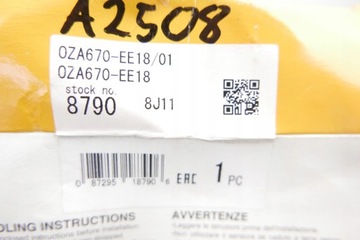 A2508
OZA670-EE18/01
OZA670-EE18
stock no.
8790 8J11
0 87295 18790 6 EAC 1 PC
DLING INSTRUCTIONS AVVERTENZE